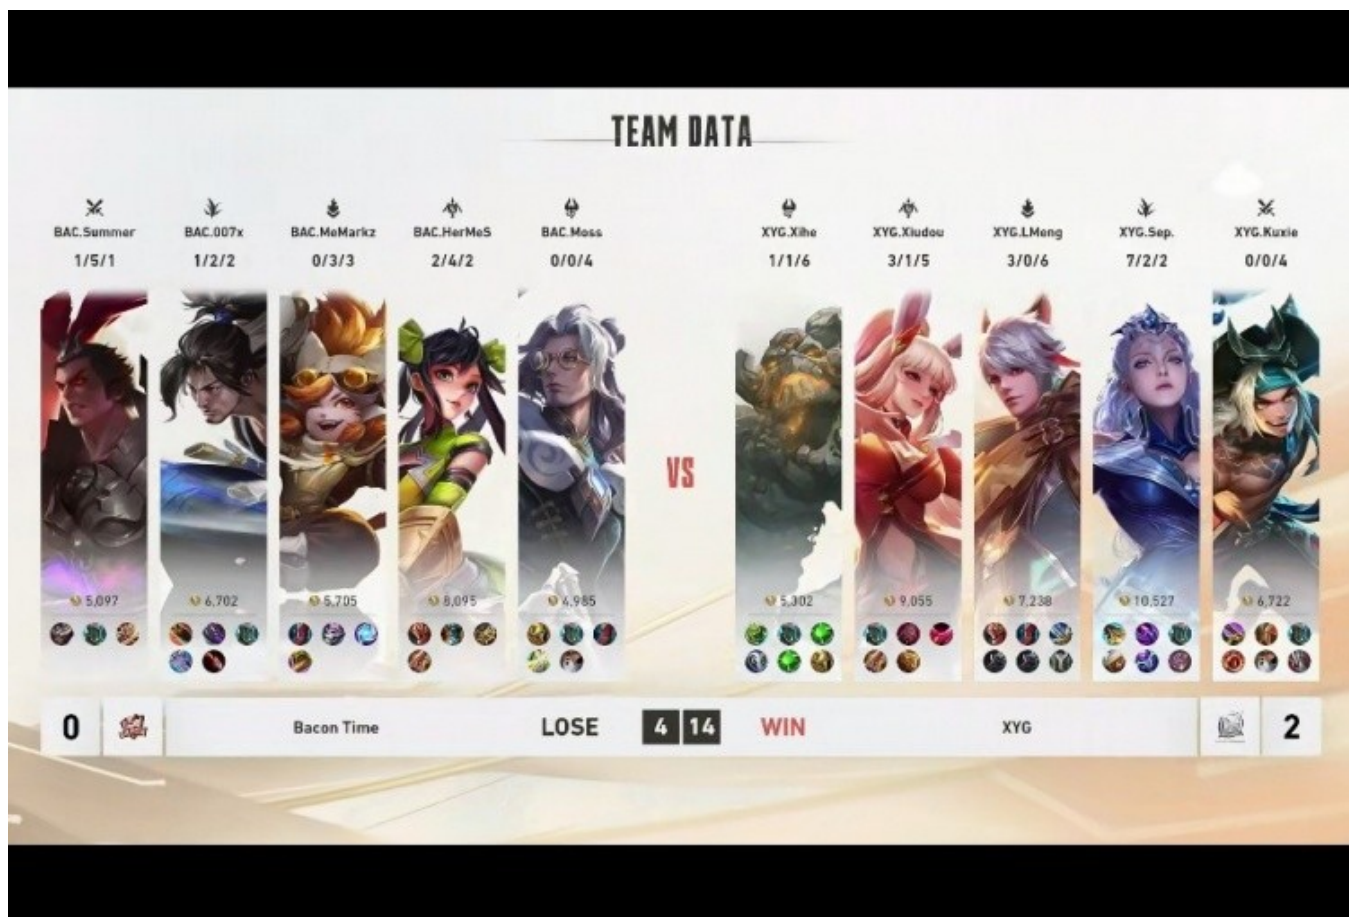 TEAM DATA
BAC.Summer BAC.007x BAC.MeMarkz BAC.HerMeS BAC.Moss XYG.Xihe XYG.Xiudou XYG.LMeng XYG.Sep. XYG.Kuxie
1/5/1 1/2/2 0/3/3 2/4/2 0/0/4 1/1/6 3/1/5 3/0/6 7/2/2 0/0/4
VS
5,097 6,702 5,705 8,095 4,985 5,302 9,055 7,238 10,527 6,722
0 Bacon Time LOSE 4 14 WIN XYG 2